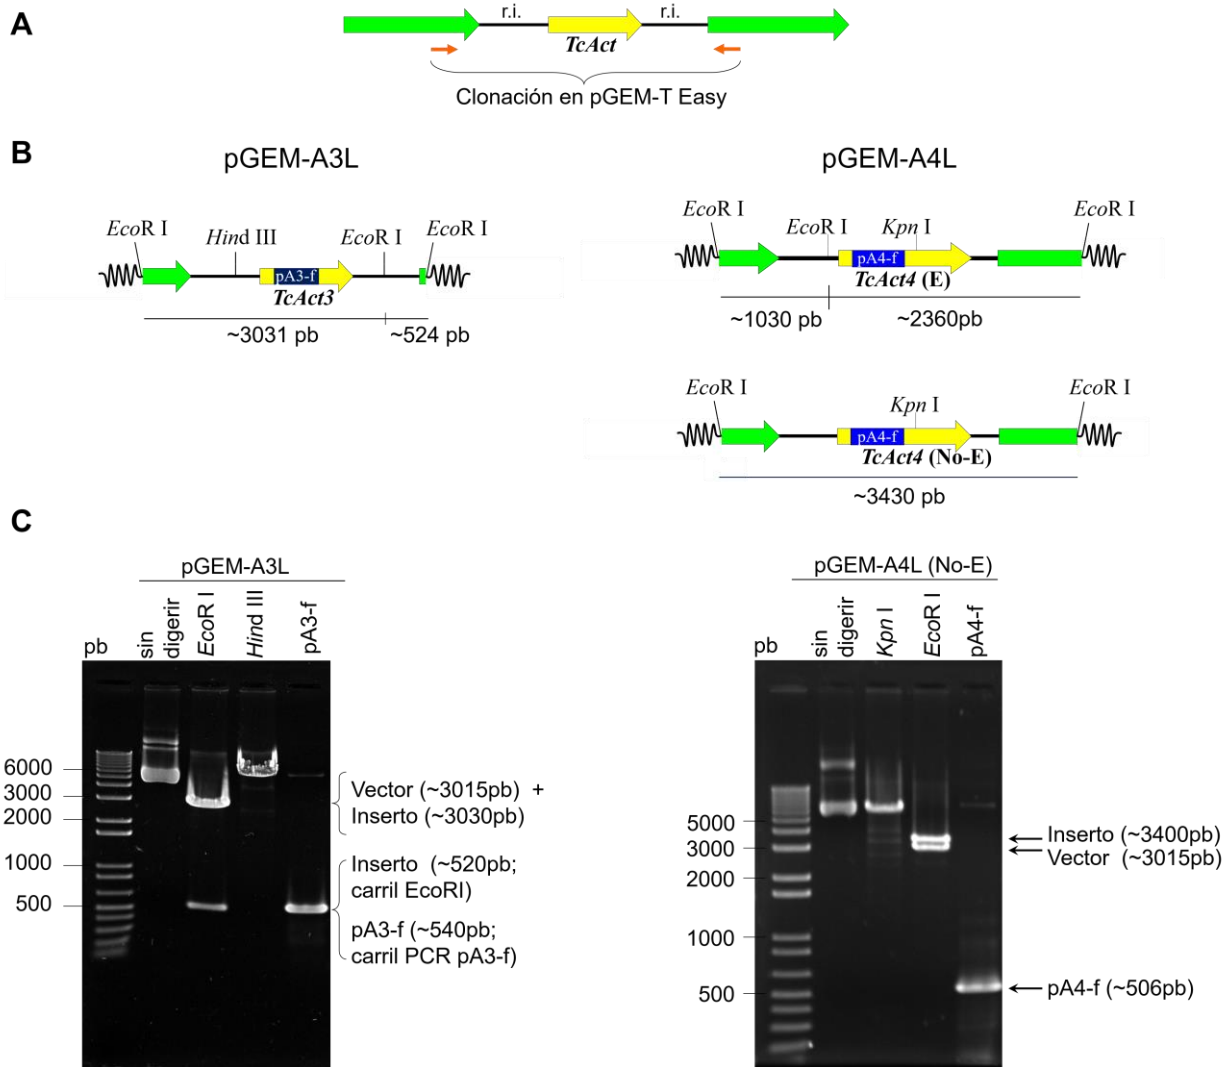 A
r.i.
r.i.
TcAct
Clonación en pGEM-T Easy
B
pGEM-A3L
pGEM-A4L
EcoR I
HindIII
EcoR I
EcoR I
pA3-f
TcAct3
~3031 pb
~524 pb
EcoR I
EcoR I
Kpn I
EcoR I
pA4-f
TcAct4 (E)
~1030 pb
~2360pb
EcoR I
Kpn I
EcoR I
pA4-f
TcAct4 (No-E)
~3430 pb
C
pGEM-A3L
pb
sin
digerir
EcoR I
Hind III
pA3-f
6000
3000
2000
1000
500
Vector (~3015pb) +
Inserto (~3030pb)
Inserto (~520pb;
carril EcoRI)
pA3-f (~540pb;
carril PCR pA3-f)
pGEM-A4L (No-E)
pb
sin
digerir
Kpn I
EcoR I
pA4-f
5000
3000
2000
1000
500
Inserto (~3400pb)
Vector (~3015pb)
pA4-f (~506pb)